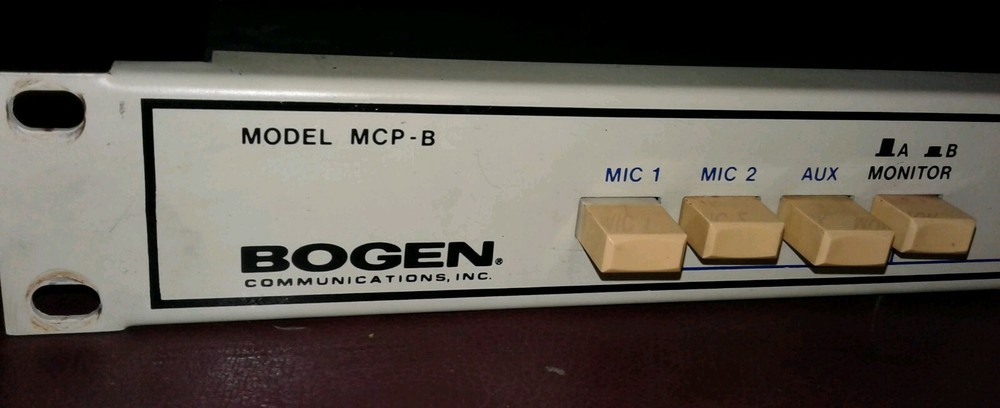 MODEL MCP-B
A B
MIC 1 MIC 2 AUX MONITOR
BOGEN®
COMMUNICATIONS, INC.